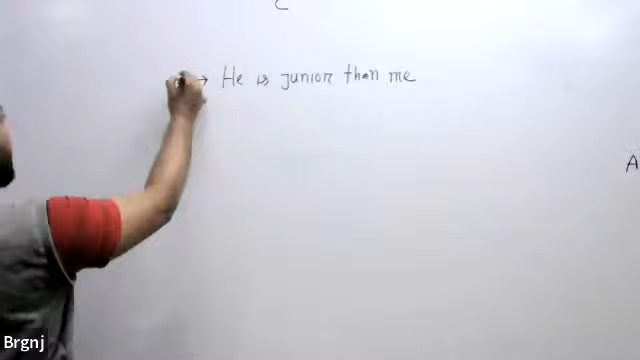 → He is junior than me
A
Brgnj